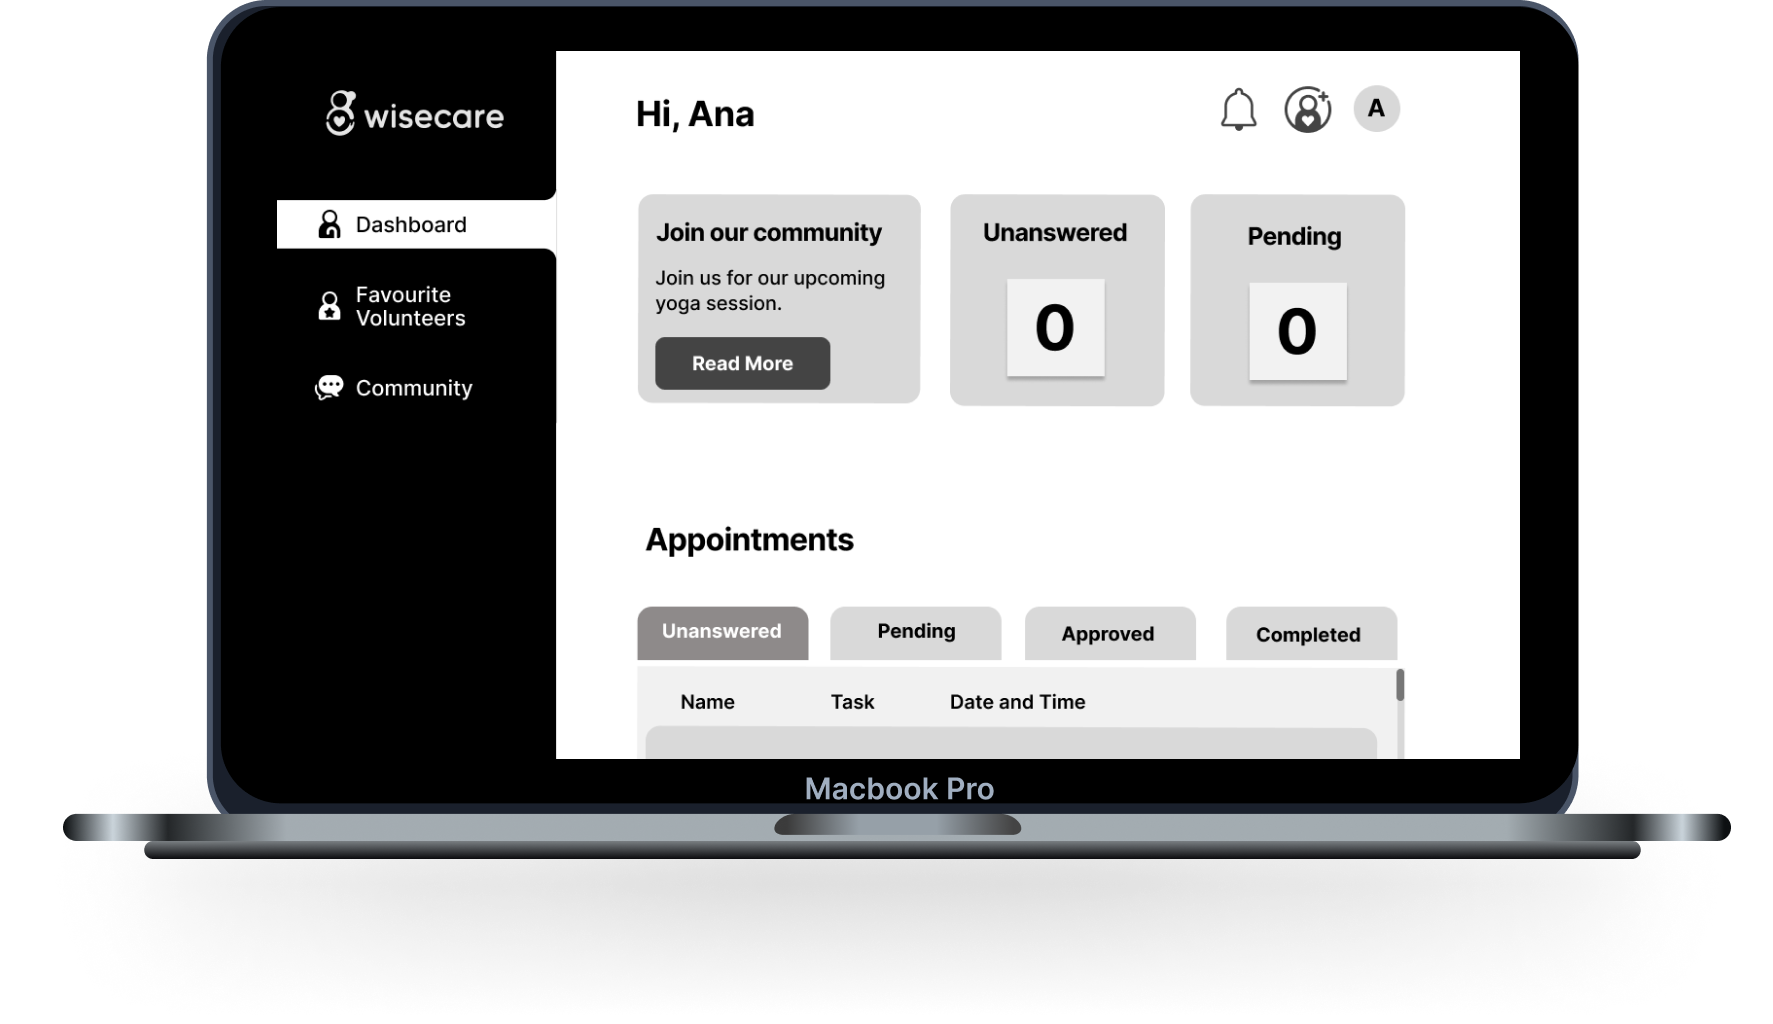 wisecare
Dashboard
Favourite
Volunteers
Community
Hi, Ana
A
Join our community
Join us for our upcoming
yoga session.
Read More
Unanswered
0
Pending
0
Appointments
Unanswered
Pending
Approved
Completed
Name
Task
Date and Time
Macbook Pro